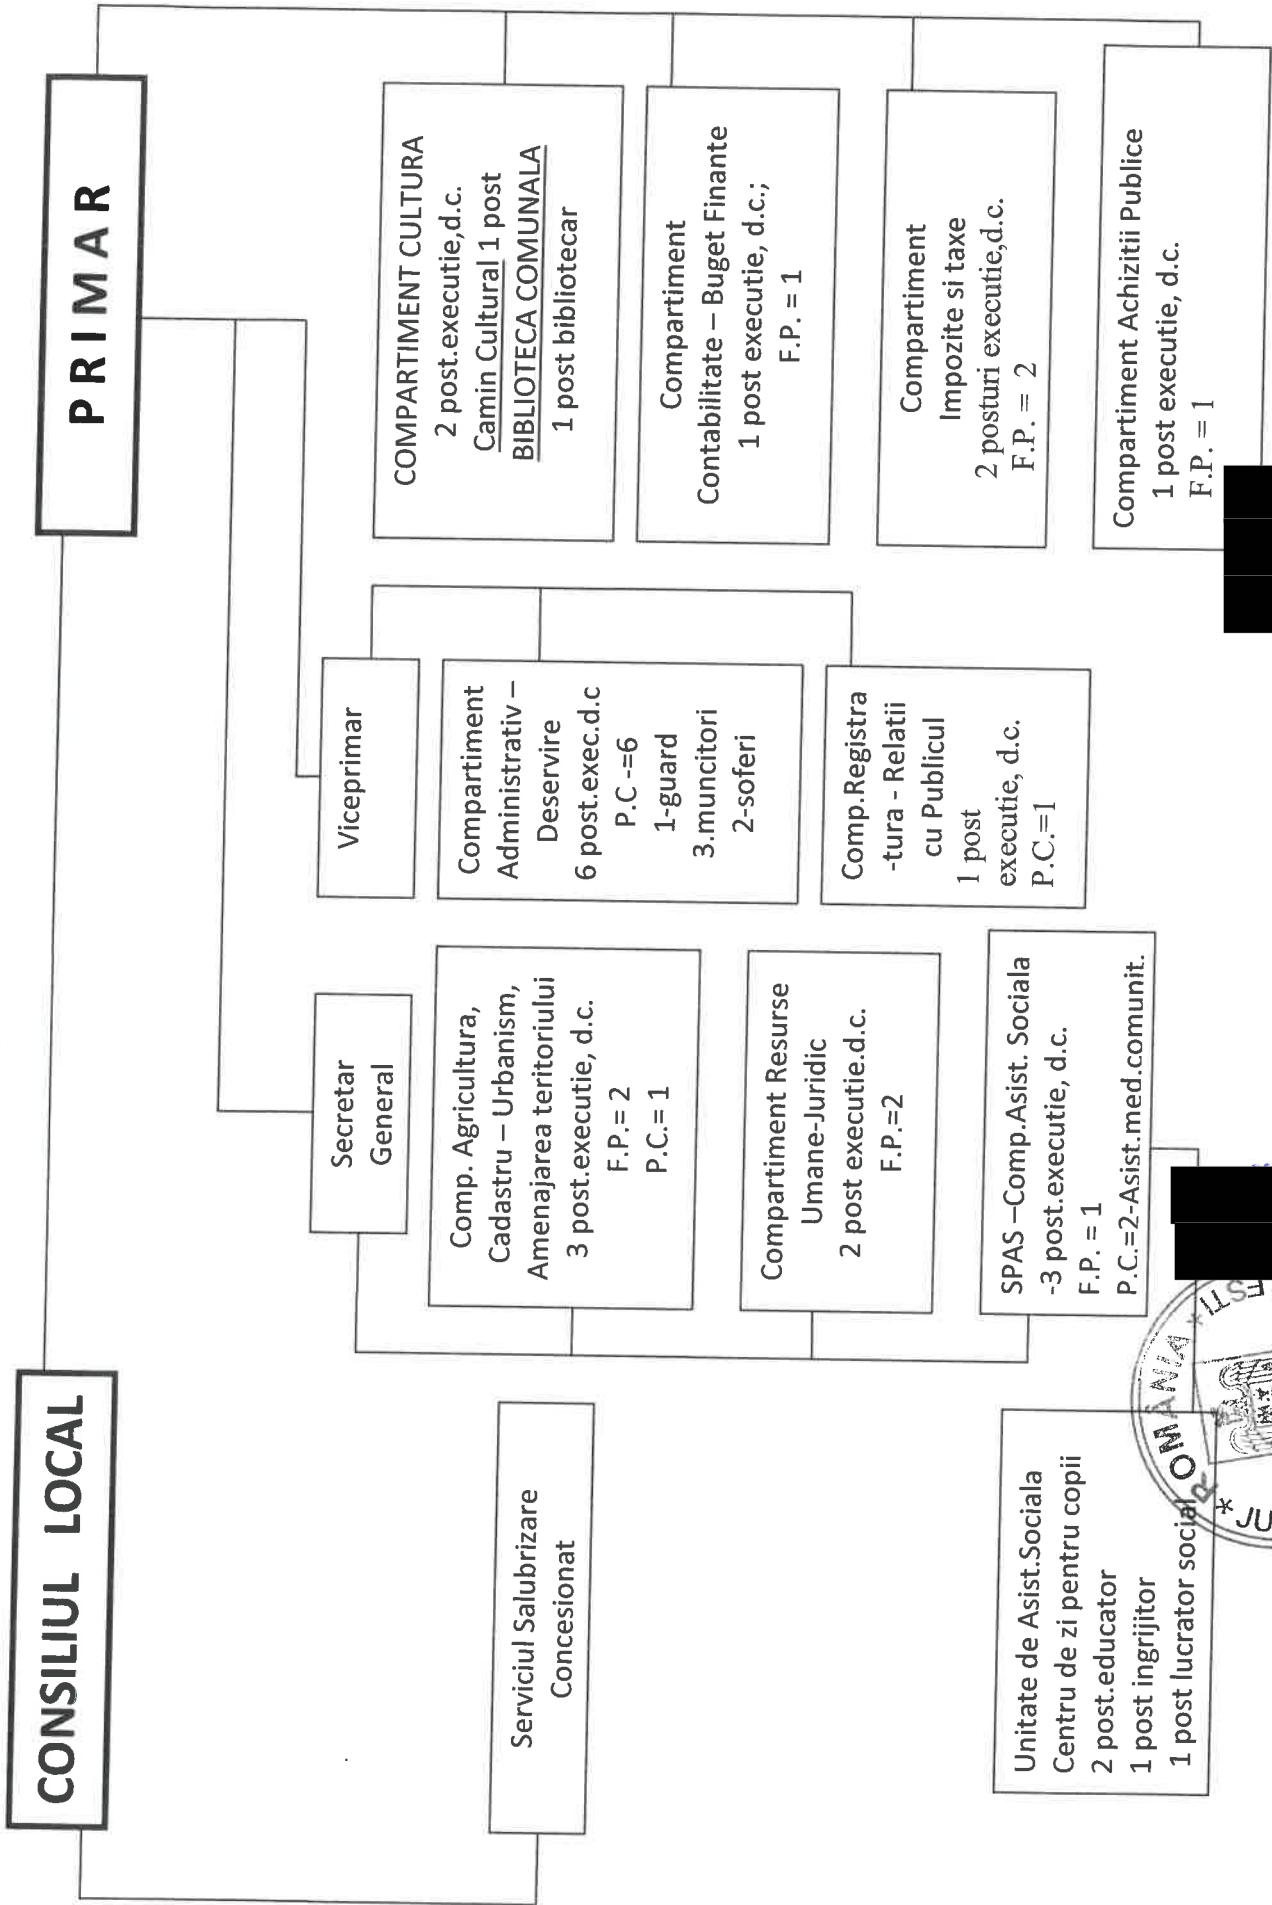 CONSILIUL LOCAL
PRIMAR
Serviciul Salubrizare
Concesionat
Secretar
General
Viceprimar
Comp. Agricultura,
Cadastru – Urbanism,
Amenajarea teritoriului
3 post.executie, d.c.
F.P.= 2
P.C.= 1
Compartiment Resurse
Umane-Juridic
2 post executie.d.c.
F.P.=2
SPAS –Comp.Asist. Sociala
-3 post.executie, d.c.
F.P. = 1
P.C.=2-Asist.med.comunit.
Unitate de Asist.Sociala
Centru de zi pentru copii
2 post.educator
1 post ingrijitor
1 post lucrator social
Compartiment
Administrativ –
Deservire
6 post.exec.d.c
P.C -=6
1-guard
3.muncitori
2-soferi
Comp.Registra
-tura - Relatii
cu Publicul
1 post
executie, d.c.
P.C.=1
COMPARTIMENT CULTURA
2 post.executie,d.c.
Camin Cultural 1 post
BIBLIOTECA COMUNALA
1 post bibliotecar
Compartiment
Contabilitate – Buget Finante
1 post executie, d.c.;
F.P. = 1
Compartiment
Impozite si taxe
2 posturi executie,d.c.
F.P. = 2
Compartiment Achizitii Publice
1 post executie, d.c.
F.P. = 1
ROMÂNIA *
* JU